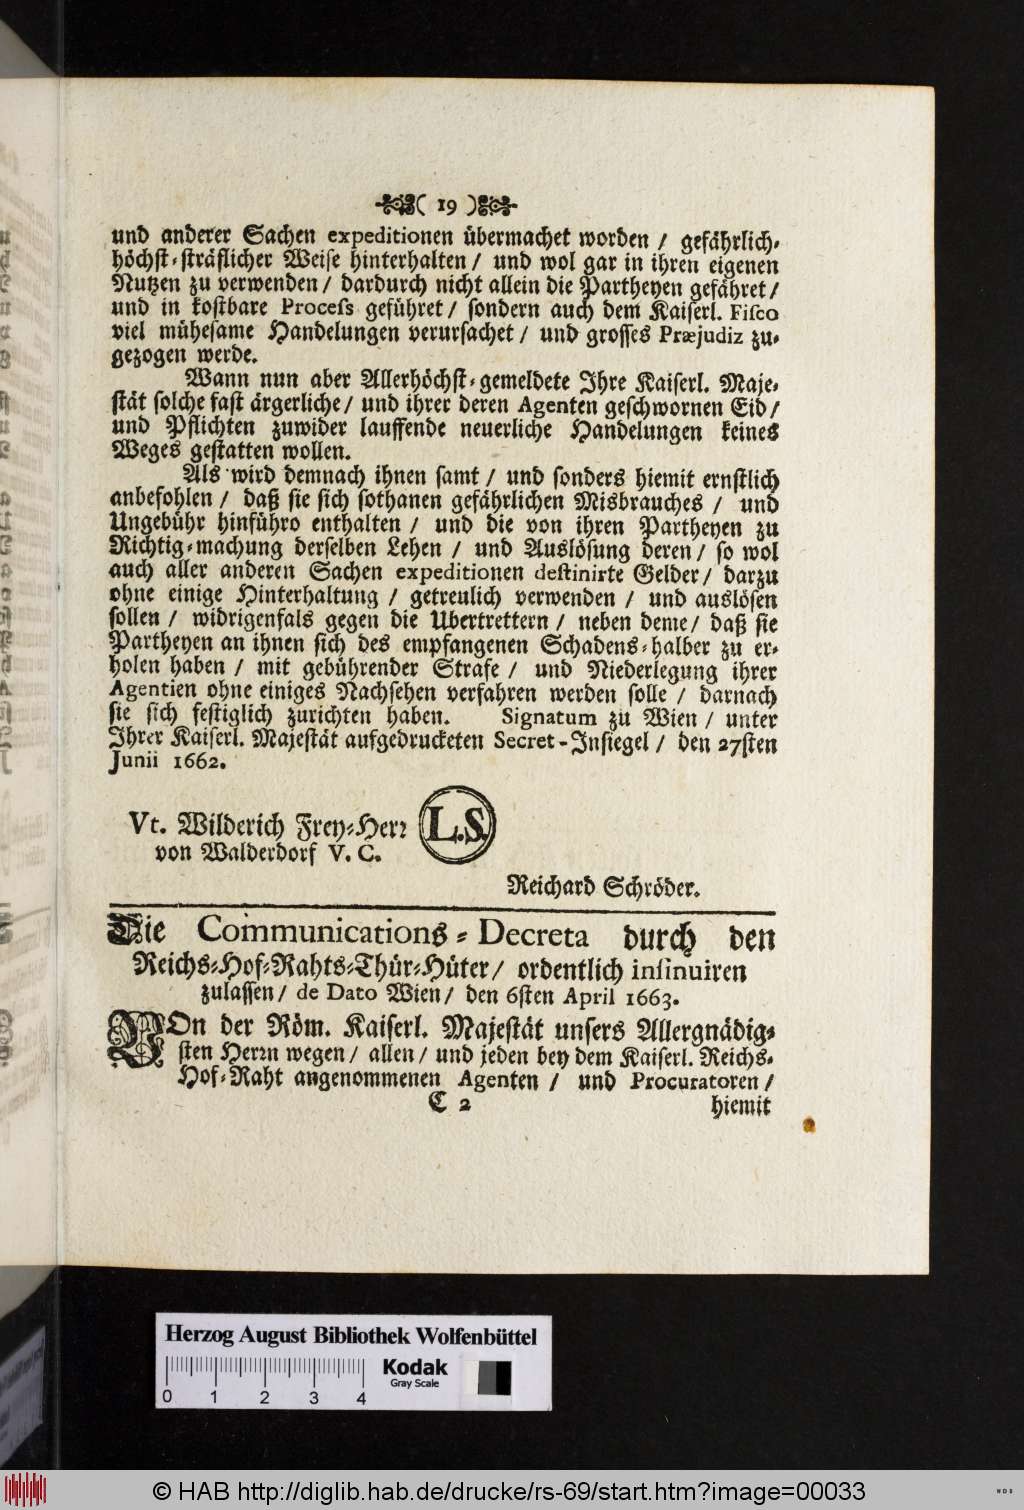 ( 19 )
und anderer Sachen expeditionen übermachet worden / gefährlich-
höchst-sträflicher Weise hinterhalten / und wol gar in ihren eigenen
Nutzen zu verwenden / dardurch nicht allein die Partheyen gefähret /
und in kostbare Process geführet / sondern auch dem Kaiserl. Fisco
viel mühesame Handelungen verursachet / und grosses Præjudiz zu-
gezogen werde.
Wann nun aber Allerhöchst-gemeldete Ihre Kaiserl. Maje-
stät solche fast ärgerliche / und ihrer deren Agenten geschwornen Eid /
und Pflichten zuwider lauffende neuerliche Handelungen keines
Weges gestatten wollen.
Als wird demnach ihnen samt / und sonders hiemit ernstlich
anbefohlen / daß sie sich sothanen gefährlichen Misbrauches / und
Ungebühr hinführo enthalten / und die von ihren Partheyen zu
Richtig-machung derselben Lehen / und Auslösung deren / so wol
auch aller anderen Sachen expeditionen destinirte Gelder / darzu
ohne einige Hinterhaltung / getreulich verwenden / und auslösen
sollen / widrigenfals gegen die Ubertrettern / neben deme / daß sie
Partheyen an ihnen sich des empfangenen Schadens-halber zu er-
holen haben / mit gebührender Strafe / und Niederlegung ihrer
Agentien ohne einiges Nachsehen verfahren werden solle / darnach
sie sich festiglich zurichten haben. Signatum zu Wien / unter
Ihrer Kaiserl. Majestät aufgedrucketen Secret-Insiegel / den 27sten
Junii 1662.
Vt. Wilderich Frey-Herr
von Walderdorf V. C.
L.S.
Reichard Schröder.
Die Communications-Decreta durch den
Reichs-Hof-Rahts-Thür-Hüter / ordentlich insinuiren
zulassen / de Dato Wien / den 6sten April 1663.
VOn der Röm. Kaiserl. Majestät unsers Allergnädig-
sten Herrn wegen / allen / und jeden bey dem Kaiserl. Reichs-
Hof-Raht angenommenen Agenten / und Procuratoren /
C 2 hiemit
Herzog August Bibliothek Wolfenbüttel
0 1 2 3 4
Kodak
Gray Scale
© HAB http://diglib.hab.de/drucke/rs-69/start.htm?image=00033
WDB